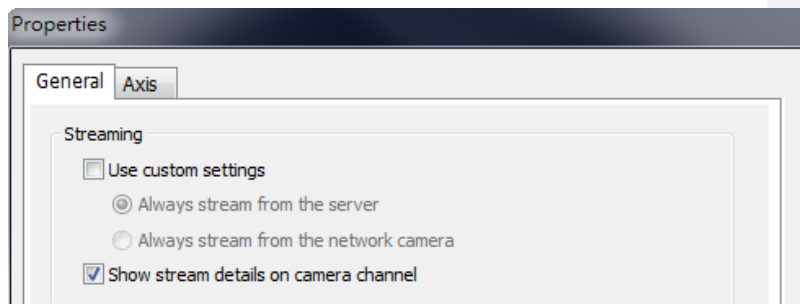 Properties
General Axis
Streaming
Use custom settings
Always stream from the server
Always stream from the network camera
Show stream details on camera channel